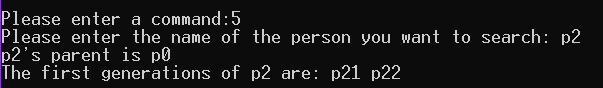 Please enter a command:5
Please enter the name of the person you want to search: p2
p2's parent is p0
The first generations of p2 are: p21 p22